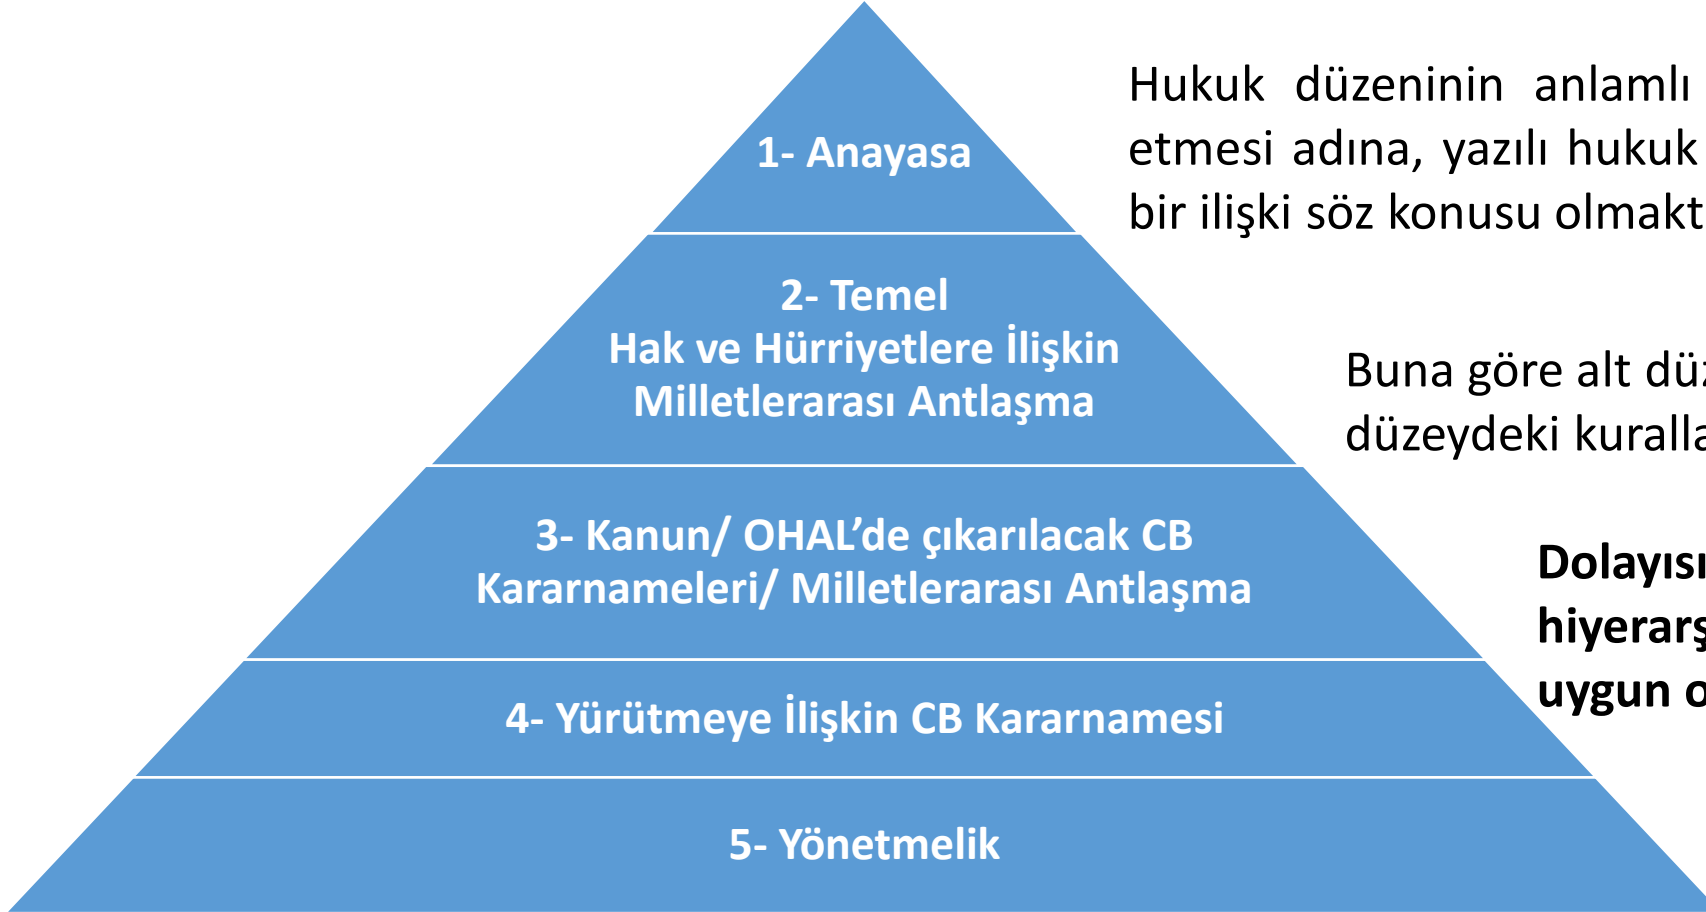 1- Anayasa
2- Temel
Hak ve Hürriyetlere İlişkin
Milletlerarası Antlaşma
3- Kanun/ OHAL’de çıkarılacak CB
Kararnameleri/ Milletlerarası Antlaşma
4- Yürütmeye İlişkin CB Kararnamesi
5- Yönetmelik
Hukuk düzeninin anlamlı
etmesi adına, yazılı hukuk
bir ilişki söz konusu
Buna göre alt
düzeydeki